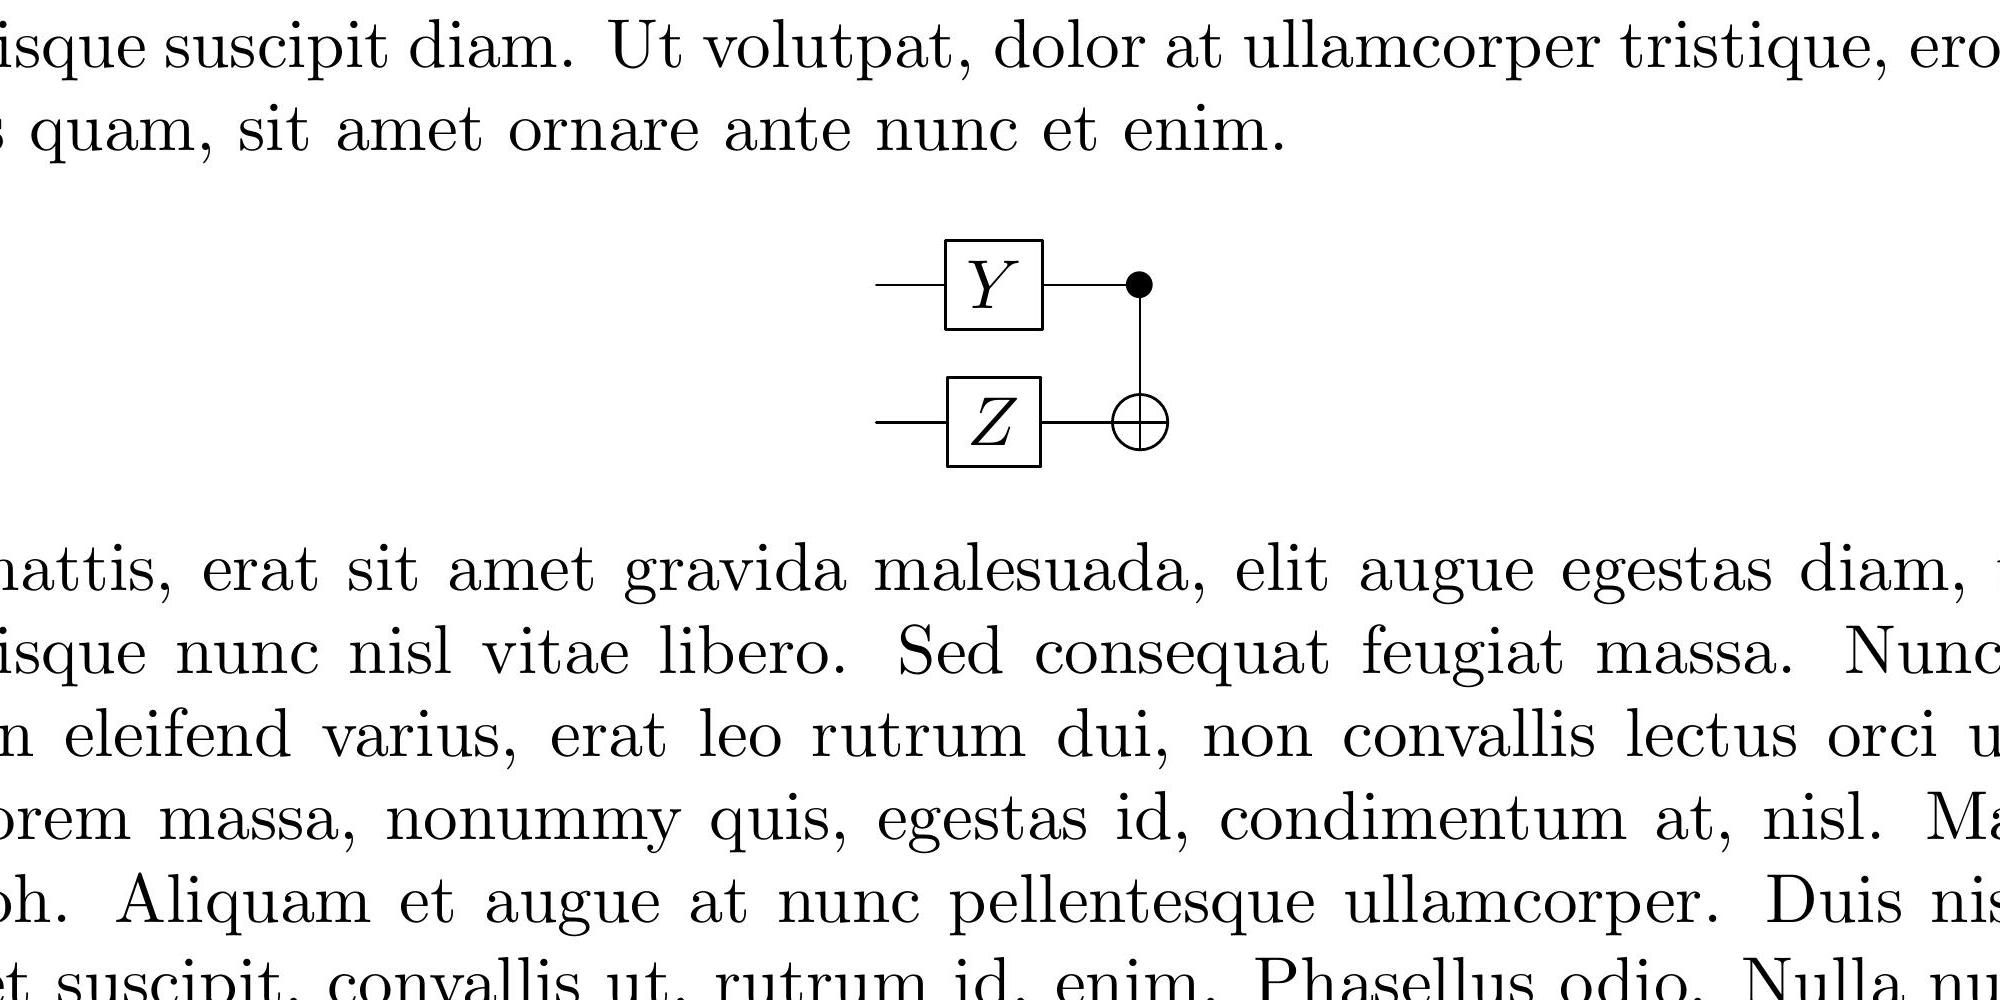 isque suscipit diam. Ut volutpat, dolor at ullamcorper tristique, ero
quam, sit amet ornare ante nunc et enim.
Y
Z
mattis, erat sit amet gravida malesuada, elit augue egestas diam,
isque nunc nisl vitae libero. Sed consequat feugiat massa. Nunc
n eleifend varius, erat leo rutrum dui, non convallis lectus orci u
orem massa, nonummy quis, egestas id, condimentum at, nisl. Ma
oh. Aliquam et augue at nunc pellentesque ullamcorper. Duis nis
et suscipit, convallis ut, rutrum id, enim. Phasellus odio. Nulla nu